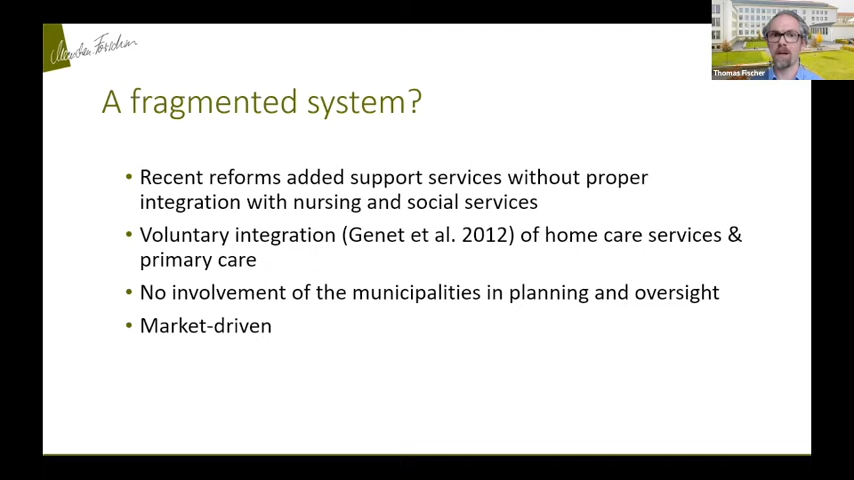 Thomas Fischer
A fragmented system?
• Recent reforms added support services without proper
integration with nursing and social services
• Voluntary integration (Genet et al. 2012) of home care services &
primary care
• No involvement of the municipalities in planning and oversight
• Market-driven